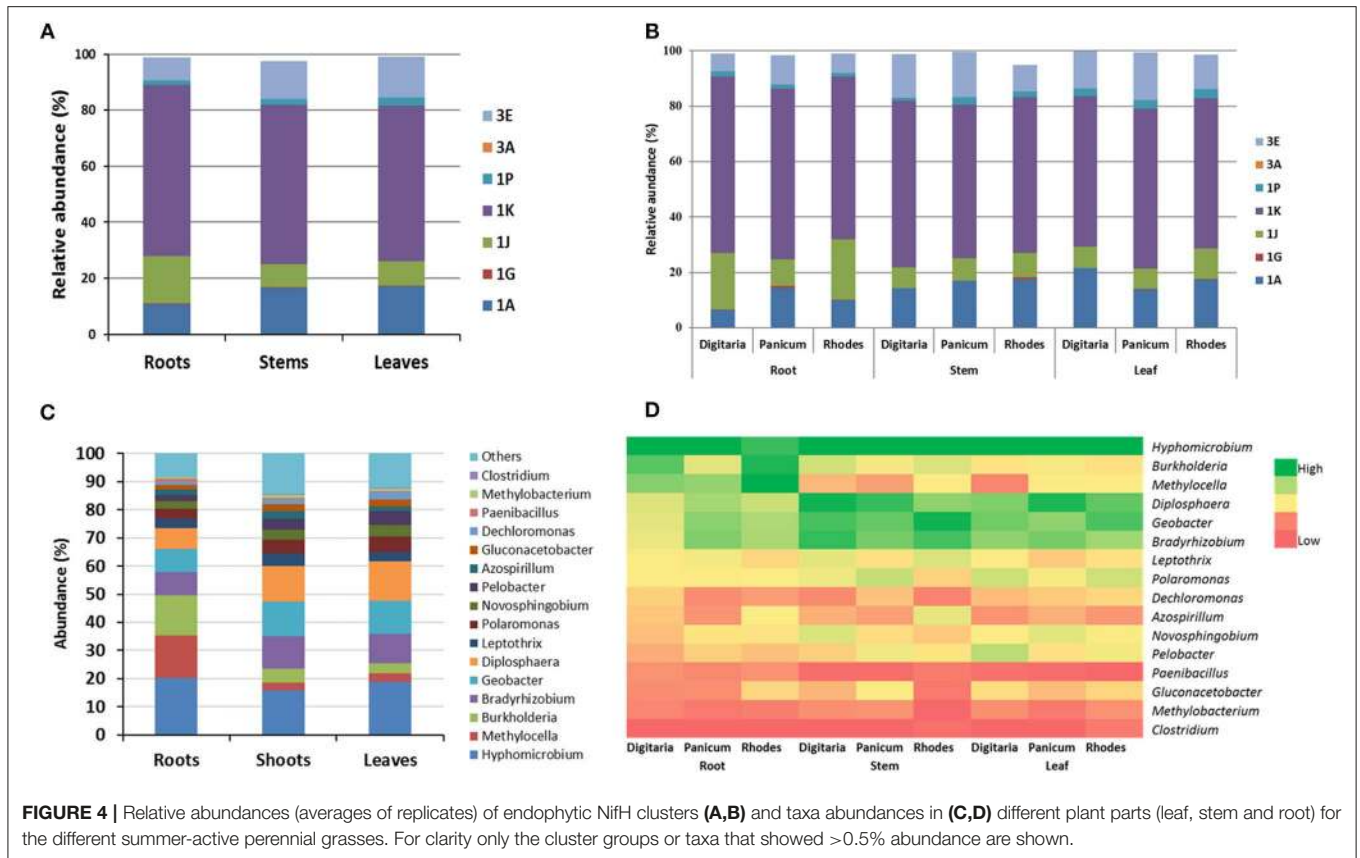 A
Relative abundance (%)
100
80
60
40
20
0
Roots Stems Leaves
3E
3A
1P
1K
1J
1G
1A
B
Relative aundance (%)
100
80
60
40
20
0
Digitaria Panicum Rhodes Digitaria Panicum Rhodes Digitaria Panicum Rhodes
Root Stem Leaf
3E
3A
1P
1K
1J
1G
1A
C
Abundance (%)
100
90
80
70
60
50
40
30
20
10
0
Roots Shoots Leaves
Others
Clostridium
Methylobacterium
Paenibacillus
Dechloromonas
Gluconacetobacter
Azospirillum
Pelobacter
Novosphingobium
Polaromonas
Leptothrix
Diplosphaera
Geobacter
Bradyrhizobium
Burkholderia
Methylocella
Hyphomicrobium
D
Hyphomicrobium
Burkholderia
Methylocella
Diplosphaera
Geobacter
Bradyrhizobium
Leptothrix
Polaromonas
Dechloromonas
Azospirillum
Novosphingobium
Pelobacter
Paenibacillus
Gluconacetobacter
Methylobacterium
Clostridium
High
Low
Digitaria Panicum Rhodes Digitaria Panicum Rhodes Digitaria Panicum Rhodes
Root Stem Leaf
FIGURE 4 | Relative abundances (averages of replicates) of endophytic NifH clusters (A,B) and taxa abundances in (C,D) different plant parts (leaf, stem and root) for
the different summer-active perennial grasses. For clarity only the cluster groups or taxa that showed >0.5% abundance are shown.